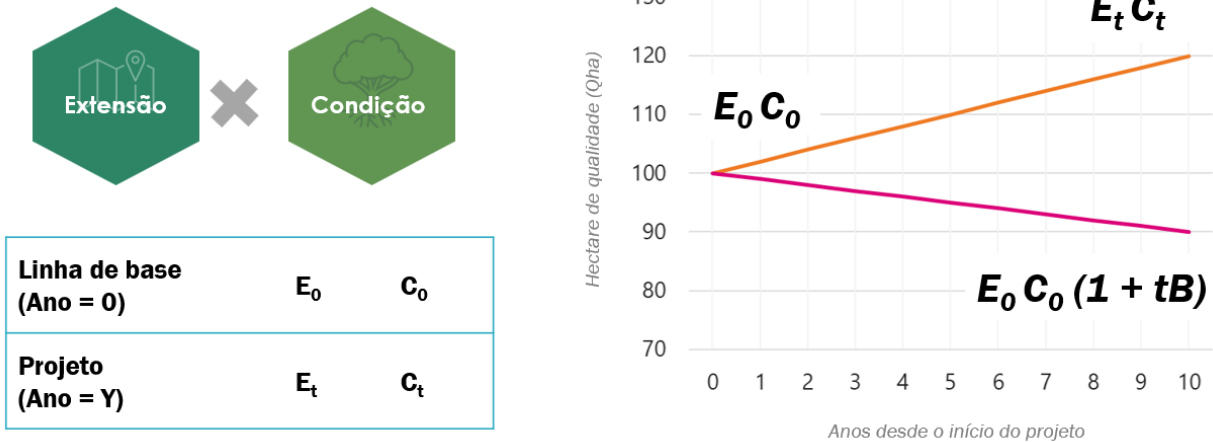 Extensão
Condição
Linha de base
(Ano = 0)
E0
C0
Projeto
(Ano = Y)
Et
Ct
130
120
110
100
90
80
70
Hectare de qualidade (Qha)
Et Ct
E0 C0
E0 C0 (1 + tB)
0 1 2 3 4 5 6 7 8 9 10
Anos desde o início do projeto